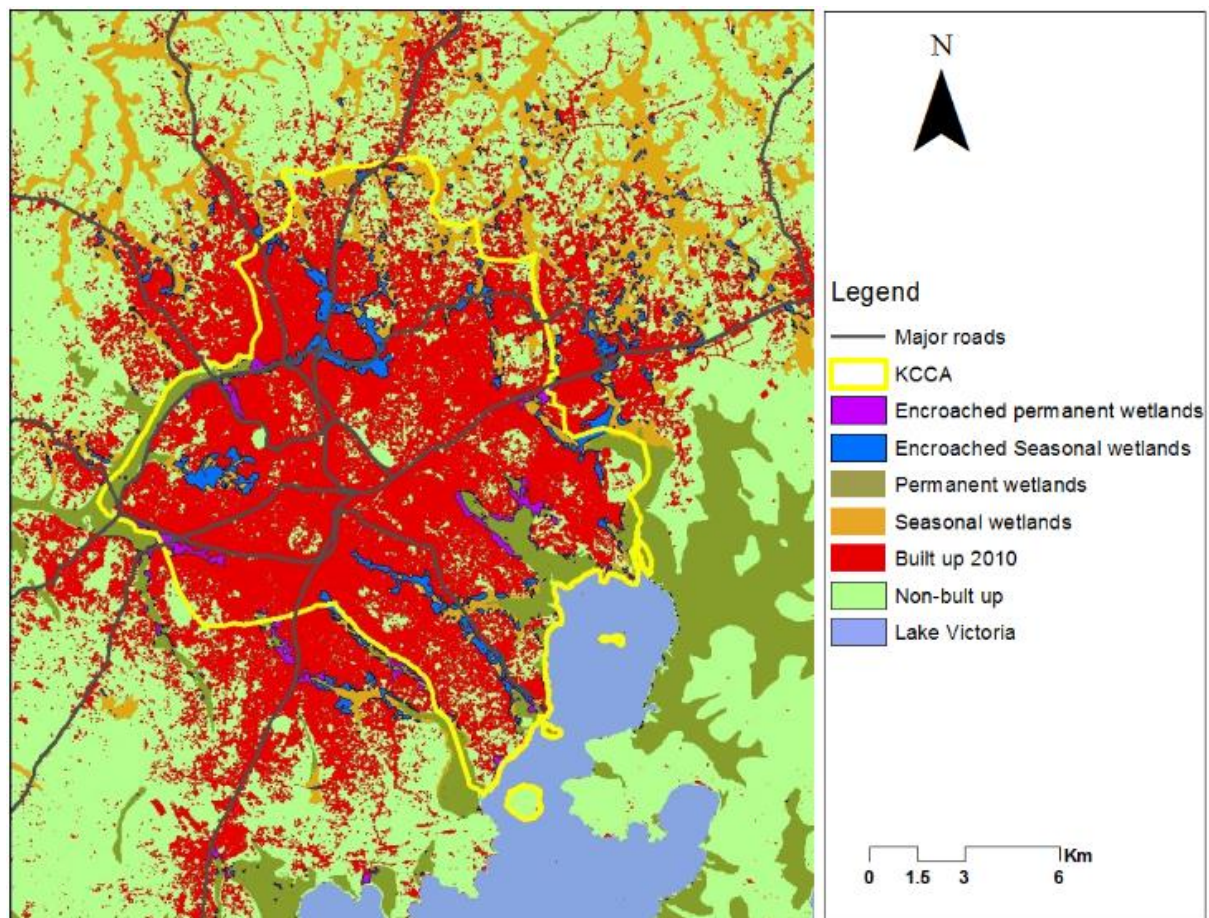 N
Legend
Major roads
KCCA
Encroached permanent wetlands
Encroached Seasonal wetlands
Permanent wetlands
Seasonal wetlands
Built up 2010
Non-bult up
Lake Victoria
Km
0 1.5 3 6